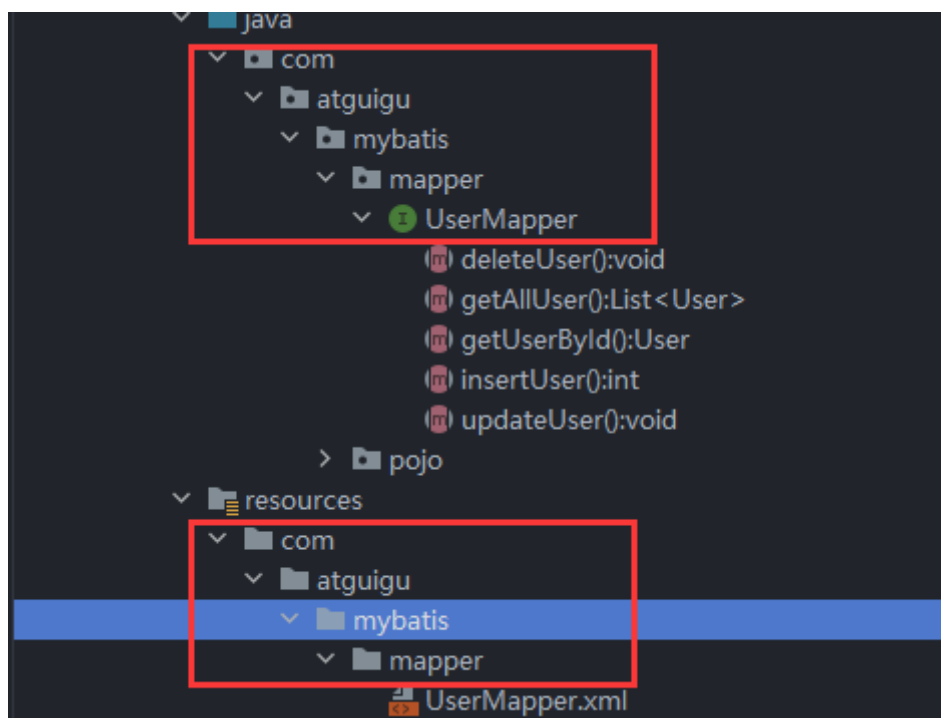 java
com
atguigu
mybatis
mapper
UserMapper
deleteUser():void
getAllUser():List<User>
getUserById():User
insertUser():int
updateUser():void
pojo
resources
com
atguigu
mybatis
mapper
UserMapper.xml